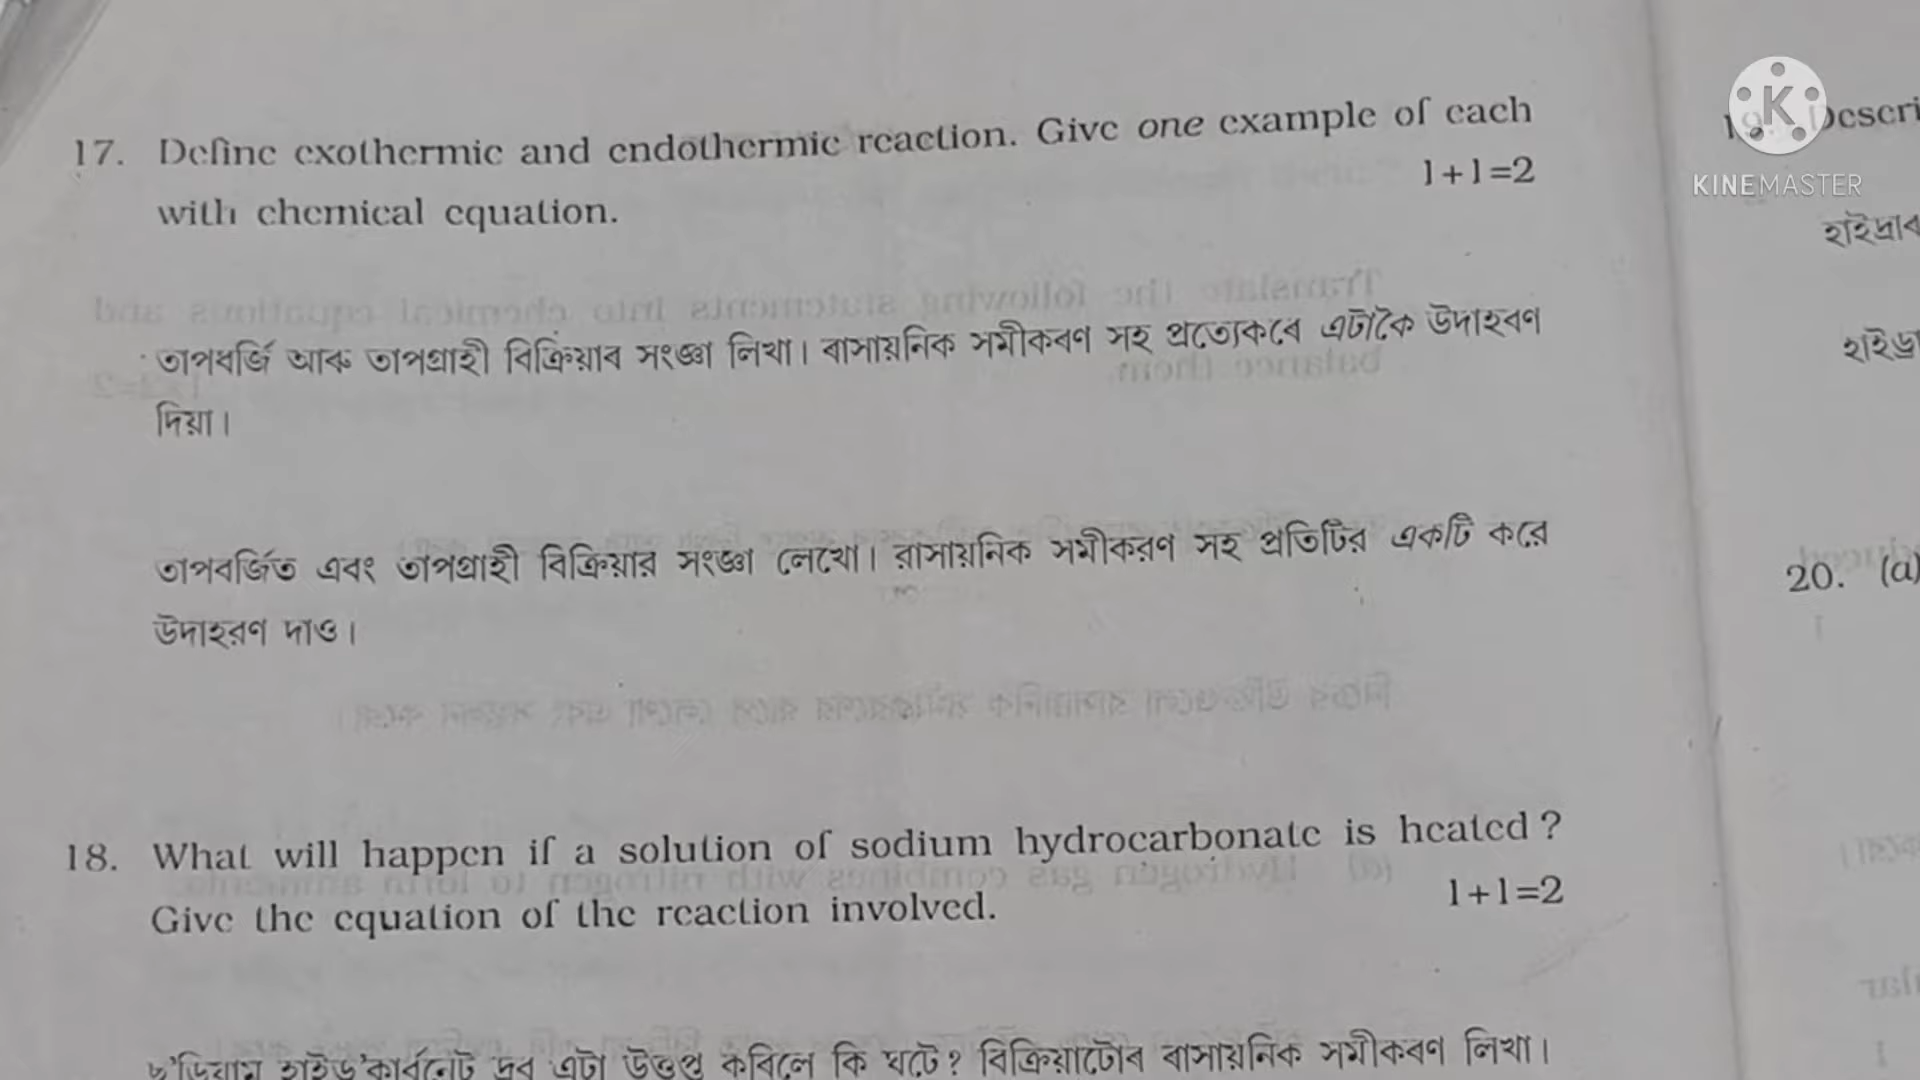 17. Define exothermic and endothermic reaction. Give one example of each
with chemical equation.
1+1=2
তাপবৰ্জি আৰু তাপগ্ৰাহী বিক্ৰিয়াৰ সংজ্ঞা লিখা। ৰাসায়নিক সমীকৰণ সহ প্ৰত্যেকৰে এটাকৈ উদাহৰণ
দিয়া।
তাপবর্জিত এবং তাপগ্রাহী বিক্রিয়ার সংজ্ঞা লেখো। রাসায়নিক সমীকরণ সহ প্রতিটির একটি করে
উদাহরণ দাও।
18. What will happen if a solution of sodium hydrocarbonate is heated ?
Give the equation of the reaction involved.
1+1=2
ছ'ডিয়াম হাইড্ৰ'কাৰ্বনেট দ্ৰৱ এটা উত্তপ্ত কৰিলে কি ঘটে? বিক্ৰিয়াটোৰ ৰাসায়নিক সমীকৰণ লিখা।
K
KINEMASTER
20. (a)